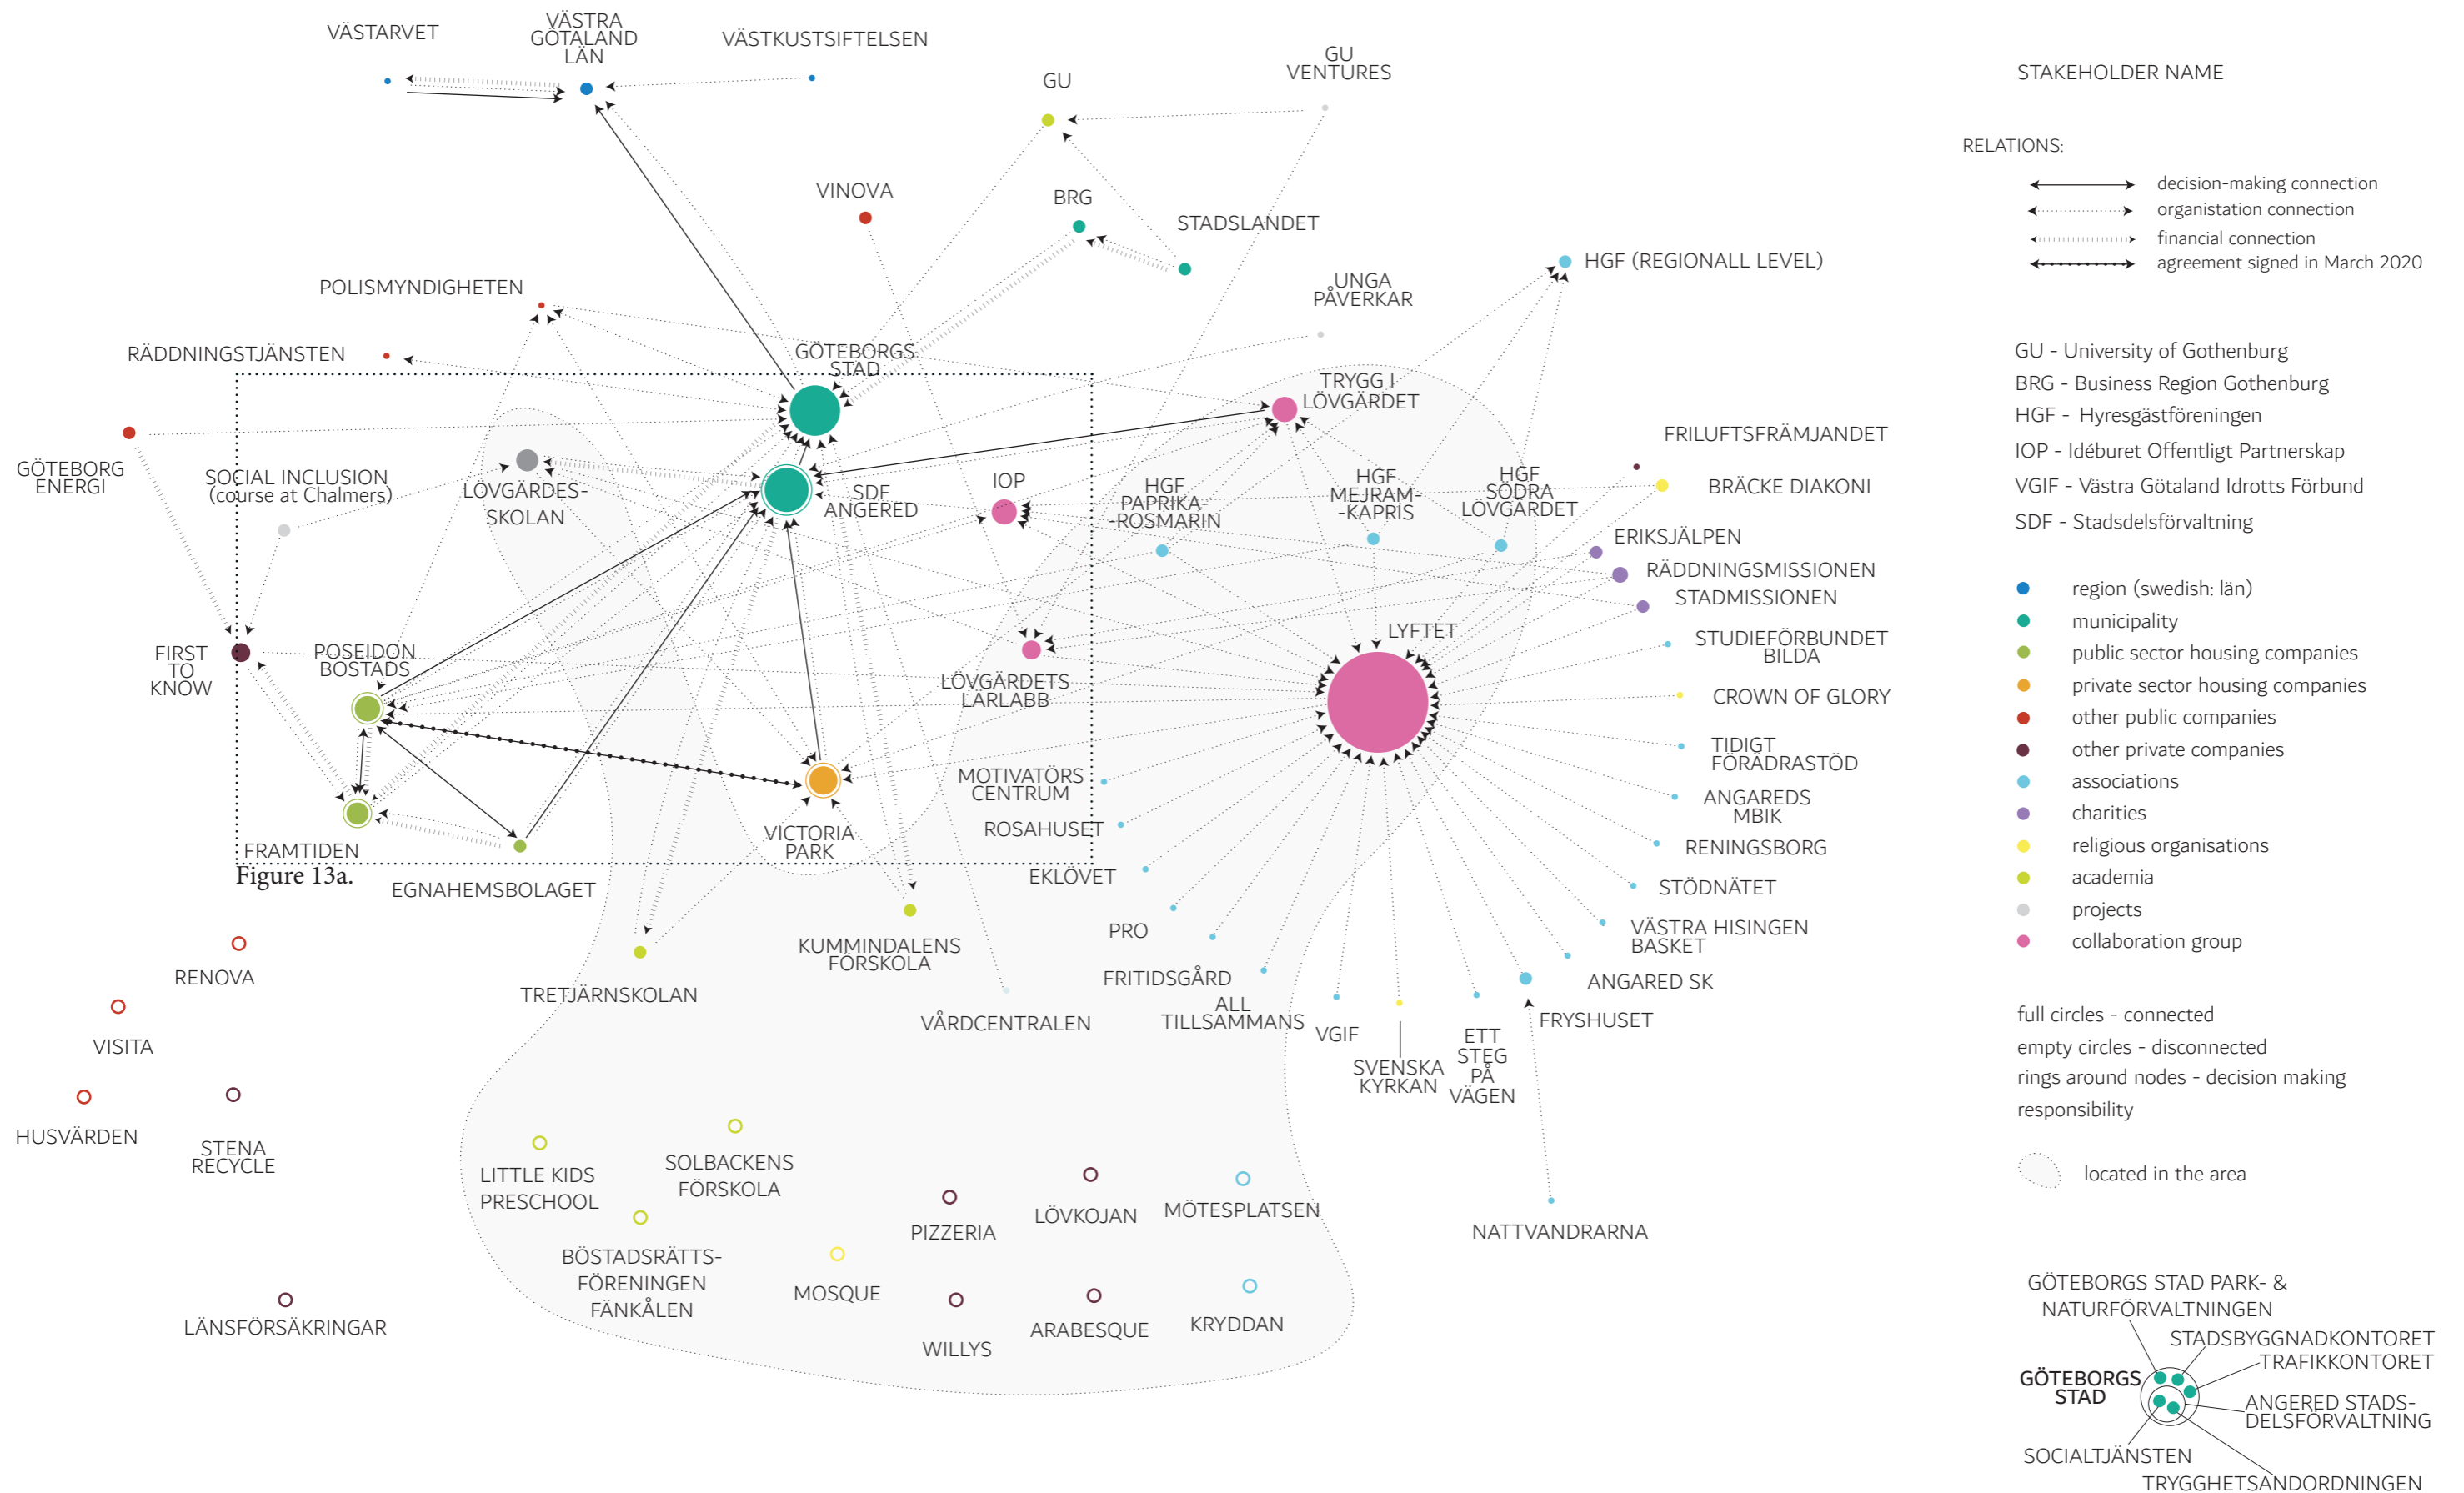 VÄSTARVET
VÄSTRA
GÖTALAND
LÄN
VÄSTKUSTSIFTELSEN
GU
GU
VENTURES
VINOVA
BRG
STADSLANDET
POLISMYNDIGHETEN
UNGA
PÅVERKAR
HGF (REGIONALL LEVEL)
RÄDDNINGSTJÄNSTEN
GÖTEBORGS
STAD
TRYGG I
LÖVGÄRDET
GÖTEBORG
ENERGI
SOCIAL INCLUSION
(course at Chalmers)
LÖVGÄRDES-
SKOLAN
SDF
ANGERED
IOP
HGF
PAPRIKA-
-ROSMARIN
HGF
MEJRAM-
-KAPRIS
HGF
SÖDRA
LÖVGÄRDET
FRILUFTSFRÄMJANDET
BRÄCKE DIAKONI
ERIKSJÄLPEN
RÄDDNINGSMISSIONEN
STADMISSIONEN
LYFTET
STUDIEFÖRBUNDET
BILDA
FIRST
TO
KNOW
POSEIDON
BOSTADS
LÖVGÄRDETS
LÄRLABB
CROWN OF GLORY
TIDIGT
FÖRÄDRASTÖD
MOTIVATÖRS
CENTRUM
ANGAREDS
MBIK
ROSAHUSET
VICTORIA
PARK
RENINGSBORG
FRAMTIDEN
Figure 13a.
EGNAHEMSBOLAGET
EKLÖVET
STÖDNÄTET
PRO
VÄSTRA HISINGEN
BASKET
KUMMINDALENS
FÖRSKOLA
RENOVA
FRITIDSGÅRD
ANGARED SK
TRETJÄRNSKOLAN
ALL
TILLSAMMANS
VÅRDCENTRALEN
VGIF
FRYSHUSET
VISITA
SVENSKA
KYRKAN
ETT
STEG
PÅ
VÄGEN
HUSVÄRDEN
STENA
RECYCLE
LITTLE KIDS
PRESCHOOL
SOLBACKENS
FÖRSKOLA
PIZZERIA
LÖVKOJAN
MÖTESPLATSEN
NATTVANDRARNA
BÖSTADSRÄTTS-
FÖRENINGEN
FÄNKÅLEN
MOSQUE
WILLYS
ARABESQUE
KRYDDAN
LÄNSFÖRSÄKRINGAR
STAKEHOLDER NAME
RELATIONS:
decision-making connection
organistation connection
financial connection
agreement signed in March 2020
GU - University of Gothenburg
BRG - Business Region Gothenburg
HGF - Hyresgästföreningen
IOP - Idéburet Offentligt Partnerskap
VGIF - Västra Götaland Idrotts Förbund
SDF - Stadsdelsförvaltning
region (swedish: län)
municipality
public sector housing companies
private sector housing companies
other public companies
other private companies
associations
charities
religious organisations
academia
projects
collaboration group
full circles - connected
empty circles - disconnected
rings around nodes - decision making
responsibility
located in the area
GÖTEBORGS STAD PARK- &
NATURFÖRVALTNINGEN
STADSBYGGNADKONTORET
TRAFIKKONTORET
GÖTEBORGS
STAD
ANGERED STADS-
DELSFÖRVALTNING
SOCIALTJÄNSTEN
TRYGGHETSANDORDNINGEN